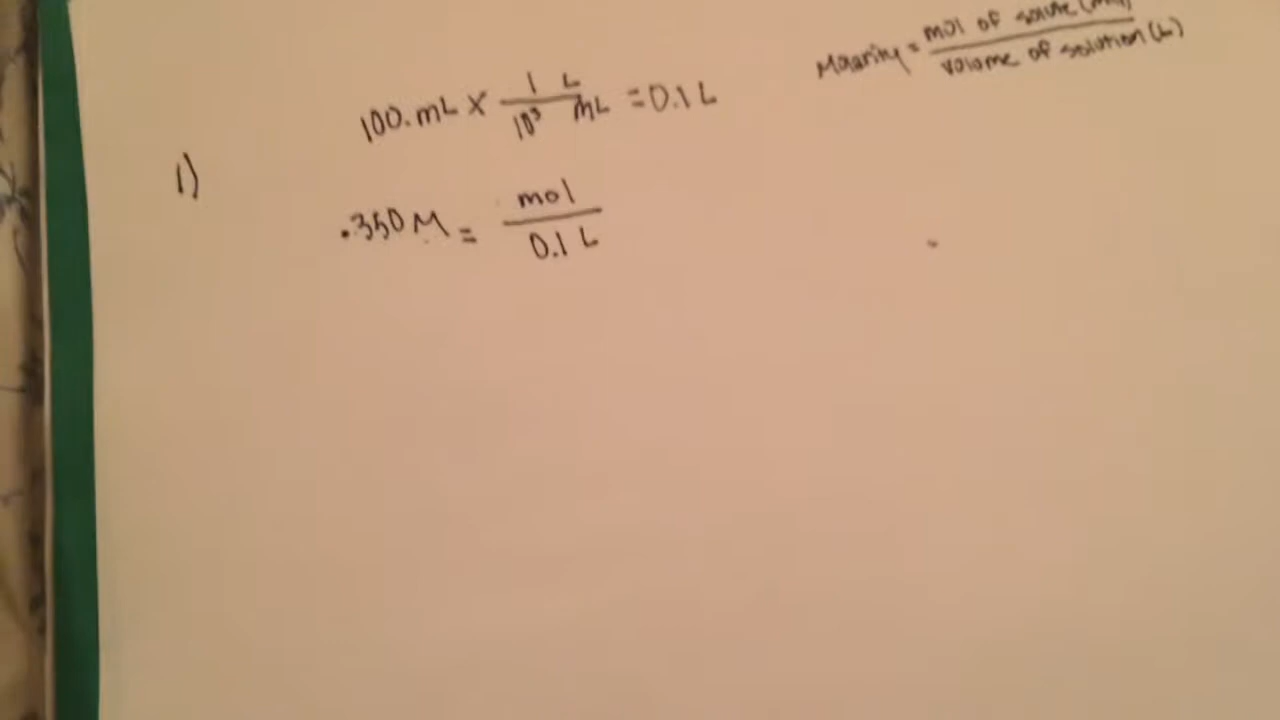 Molarity = mol of solute (mol) / volume of solution (L)
100. mL x 1 L / 10³ mL = 0.1 L
1)
.350 M = mol / 0.1 L